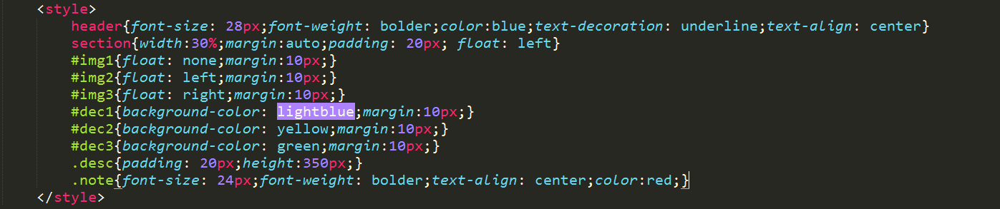 <style>
header{font-size: 28px;font-weight: bolder;color:blue;text-decoration: underline;text-align: center}
section{width:30%;margin:auto;padding: 20px; float: left}
#img1{float: none;margin:10px;}
#img2{float: left;margin:10px;}
#img3{float: right;margin:10px;}
#dec1{background-color: lightblue;margin:10px;}
#dec2{background-color: yellow;margin:10px;}
#dec3{background-color: green;margin:10px;}
.desc{padding: 20px;height:350px;}
.note{font-size: 24px;font-weight: bolder;text-align: center;color:red;}
</style>